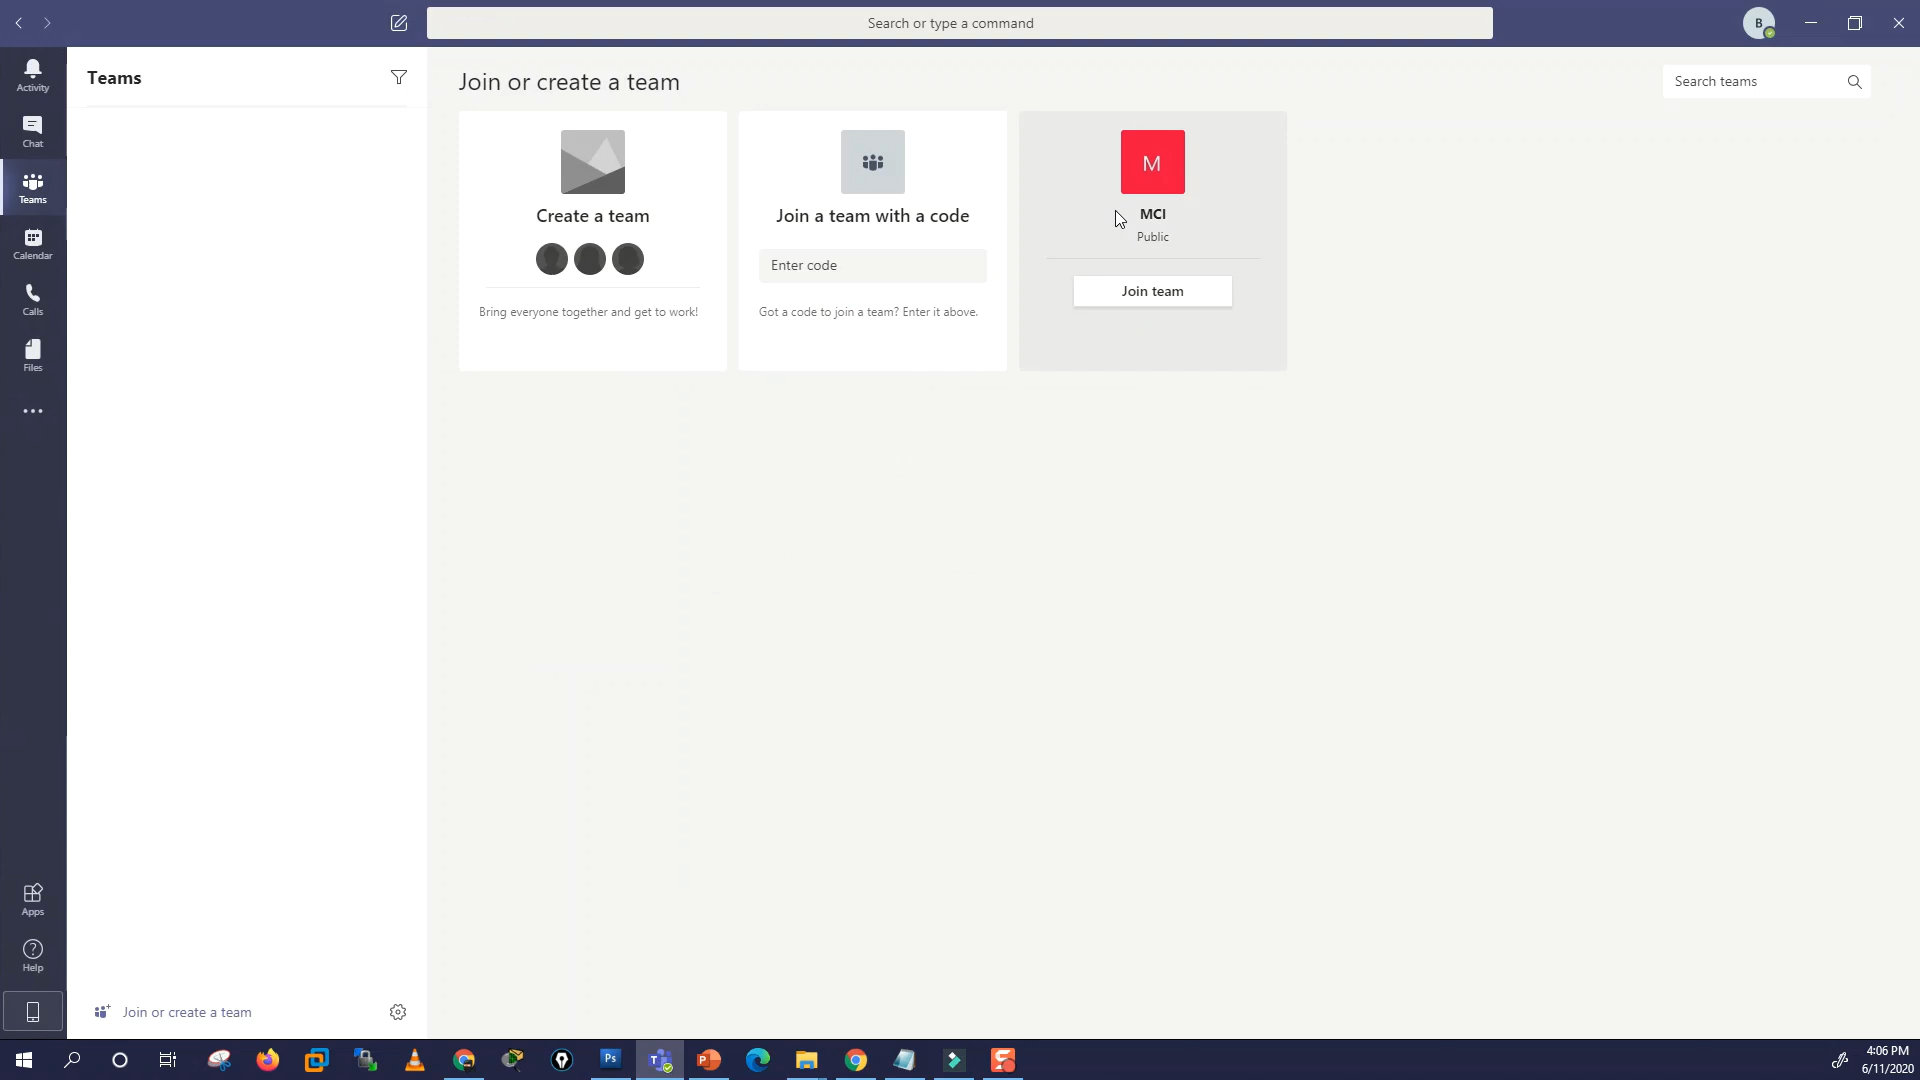 Search or type a command
B
Activity
Chat
Teams
Calendar
Calls
Files
Apps
Help
Teams
Join or create a team
Join or create a team
Search teams
Create a team
Bring everyone together and get to work!
Join a team with a code
Enter code
Got a code to join a team? Enter it above.
M
MCI
Public
Join team
Ps
T
P
4:06 PM
6/11/2020